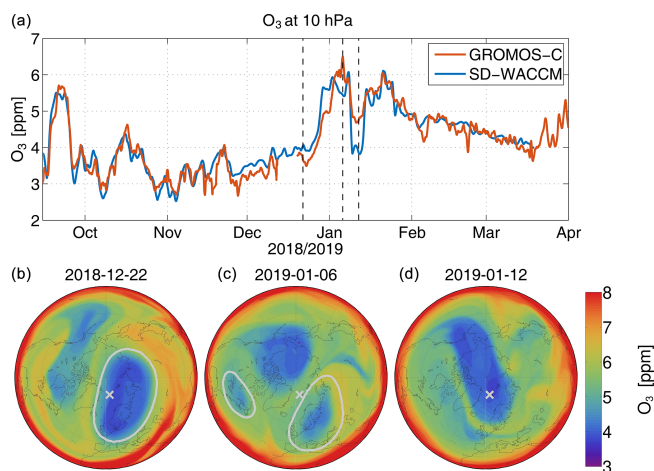 (a)
O₃ at 10 hPa
7
6
5
4
3
2
O₃ [ppm]
GROMOS-C
SD-WACCM
Oct
Nov
Dec
Jan
Feb
Mar
Apr
2018/2019
(b)
2018-12-22
(c)
2019-01-06
(d)
2019-01-12
8
7
6
5
4
3
O₃ [ppm]